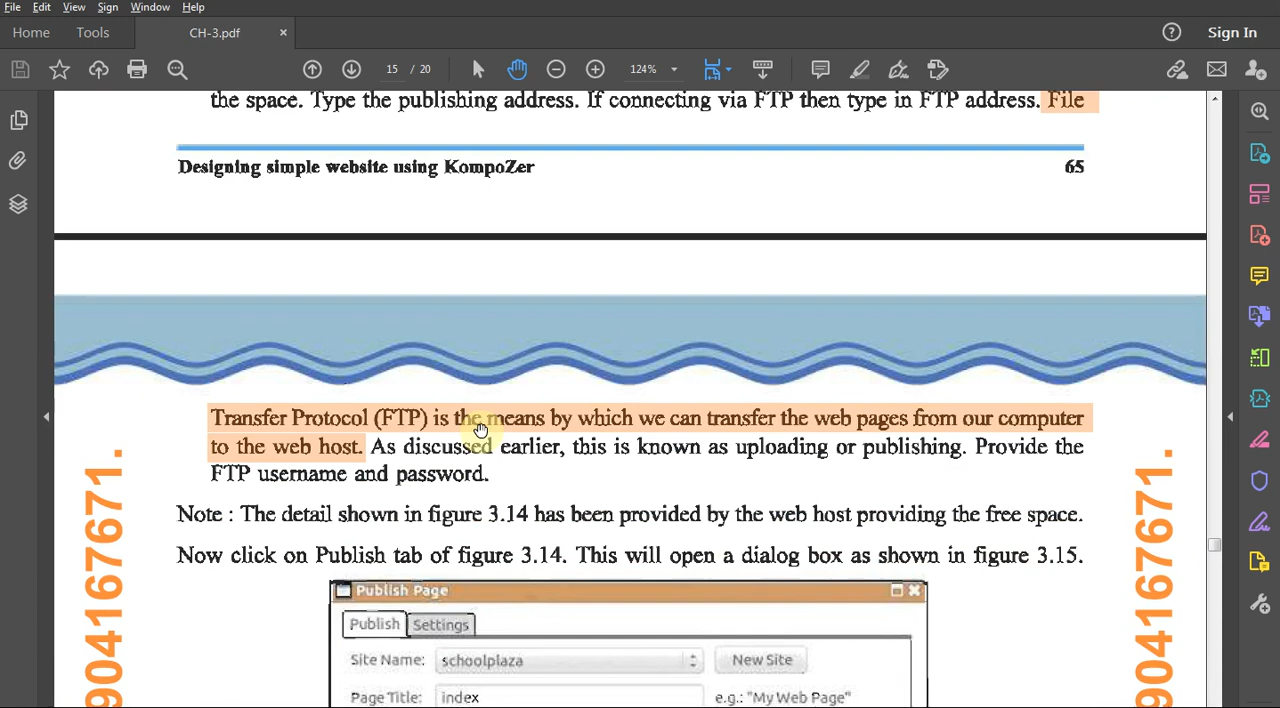 File Edit View Sign Window Help
Home Tools CH-3.pdf × ? Sign In
15 / 20 124%
the space. Type the publishing address. If connecting via FTP then type in FTP address. File
Designing simple website using KompoZer 65
Transfer Protocol (FTP) is the means by which we can transfer the web pages from our computer
to the web host. As discussed earlier, this is known as uploading or publishing. Provide the
FTP username and password.
Note : The detail shown in figure 3.14 has been provided by the web host providing the free space.
Now click on Publish tab of figure 3.14. This will open a dialog box as shown in figure 3.15.
Publish Page
Publish Settings
Site Name: schoolplaza New Site
Page Title: index e.g.: "My Web Page"
904167671.
904167671.